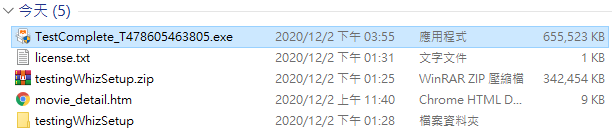 今天 (5)
TestComplete_T478605463805.exe 2020/12/2 下午 03:55 應用程式 655,523 KB
license.txt 2020/12/2 下午 01:31 文字文件 1 KB
testingWhizSetup.zip 2020/12/2 下午 01:25 WinRAR ZIP 壓縮檔 342,454 KB
movie_detail.htm 2020/12/2 上午 11:40 Chrome HTML D... 9 KB
testingWhizSetup 2020/12/2 下午 01:28 檔案資料夾